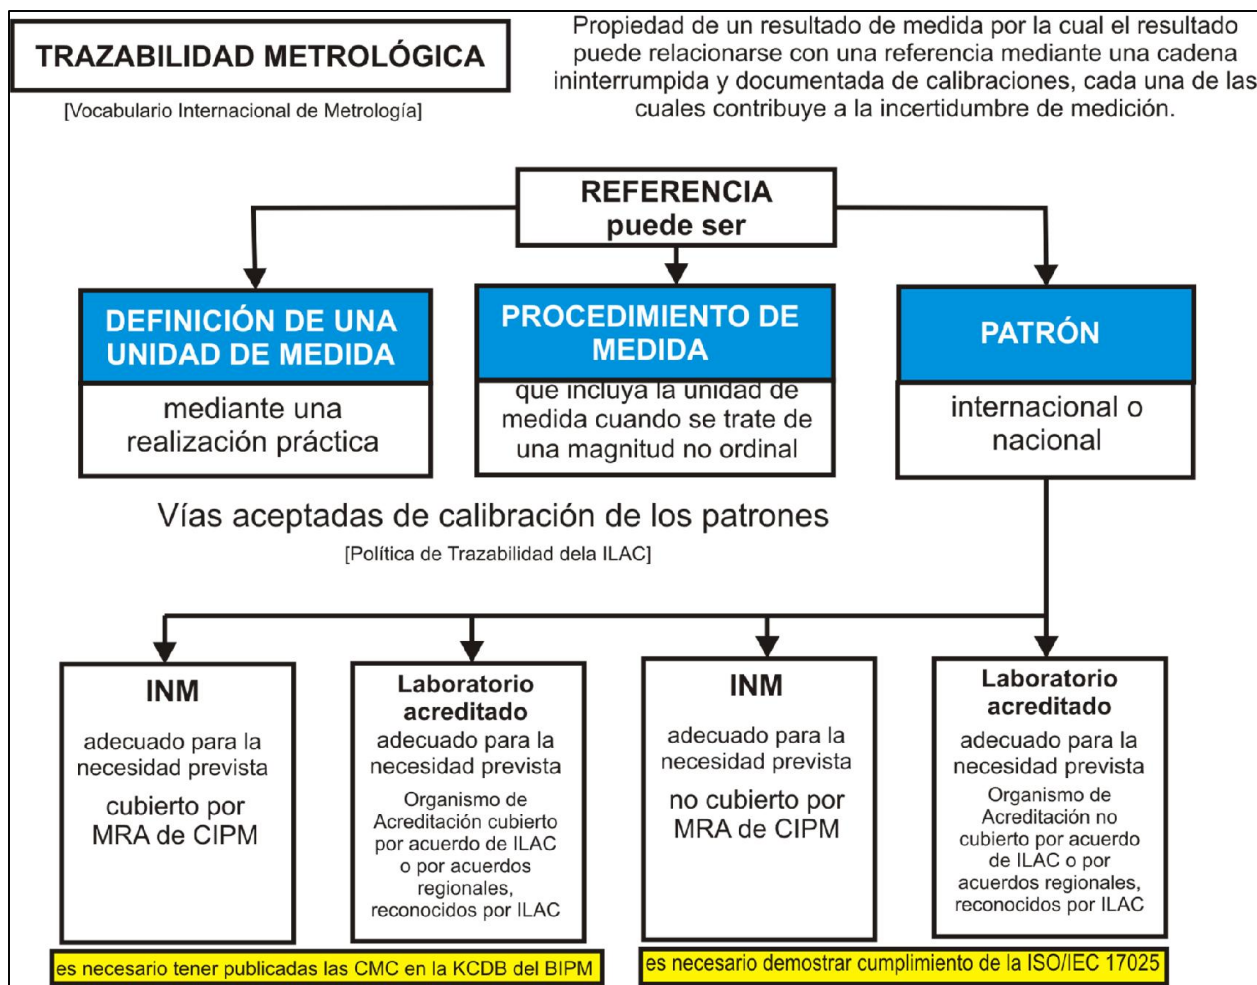 TRAZABILIDAD METROLÓGICA
[Vocabulario Internacional de Metrología]
Propiedad de un resultado de medida por la cual el resultado
puede relacionarse con una referencia mediante una cadena
ininterrumpida y documentada de calibraciones, cada una de las
cuales contribuye a la incertidumbre de medición.
REFERENCIA
puede ser
DEFINICIÓN DE UNA
UNIDAD DE MEDIDA
mediante una
realización práctica
PROCEDIMIENTO DE
MEDIDA
que incluya la unidad de
medida cuando se trate de
una magnitud no ordinal
PATRÓN
internacional o
nacional
Vías aceptadas de calibración de los patrones
[Política de Trazabilidad dela ILAC]
INM
adecuado para la
necesidad prevista
cubierto por
MRA de CIPM
Laboratorio
acreditado
adecuado para la
necesidad prevista
Organismo de
Acreditación cubierto
por acuerdo de ILAC
o por acuerdos
regionales,
reconocidos por ILAC
INM
adecuado para la
necesidad prevista
no cubierto por
MRA de CIPM
Laboratorio
acreditado
adecuado para la
necesidad prevista
Organismo de
Acreditación no
cubierto por acuerdo
de ILAC o por
acuerdos regionales,
reconocidos por ILAC
es necesario tener publicadas las CMC en la KCDB del BIPM
es necesario demostrar cumplimiento de la ISO/IEC 17025